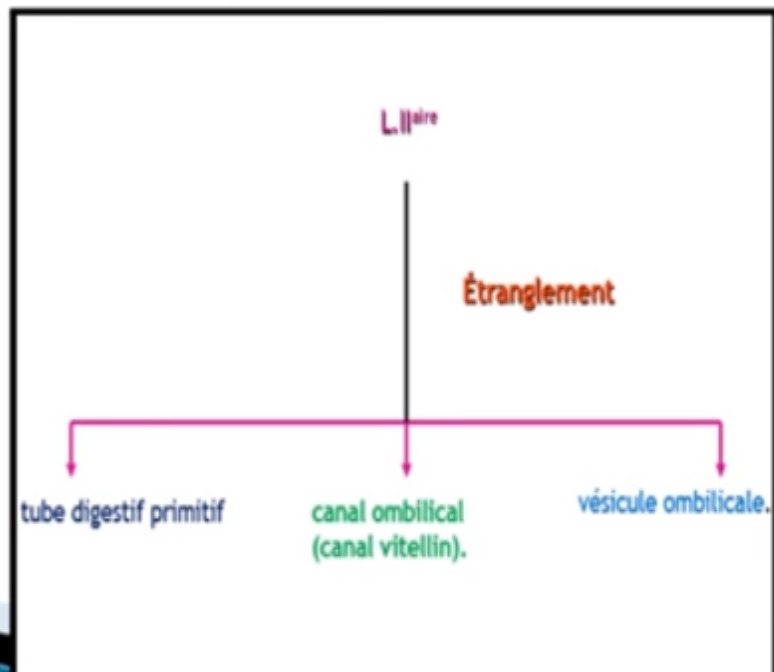 L.IIaire
Étranglement
tube digestif primitif
canal ombilical
(canal vitellin).
vésicule ombilicale.